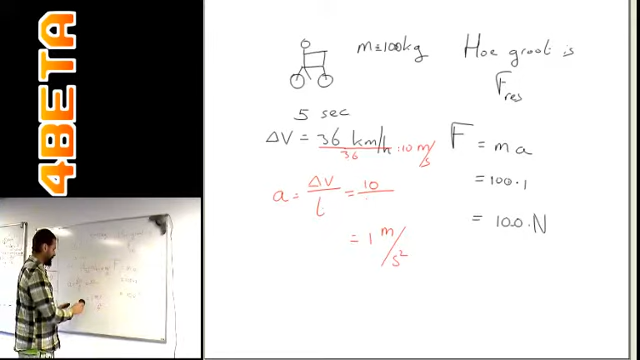 4BETA
m=100kg
Hoe groot is
Fres
5 sec
ΔV = 36 km/h
36 :10 m/s
a = ΔV/t = 10
= 1 m/s²
F = m a
= 100·1
= 100·N